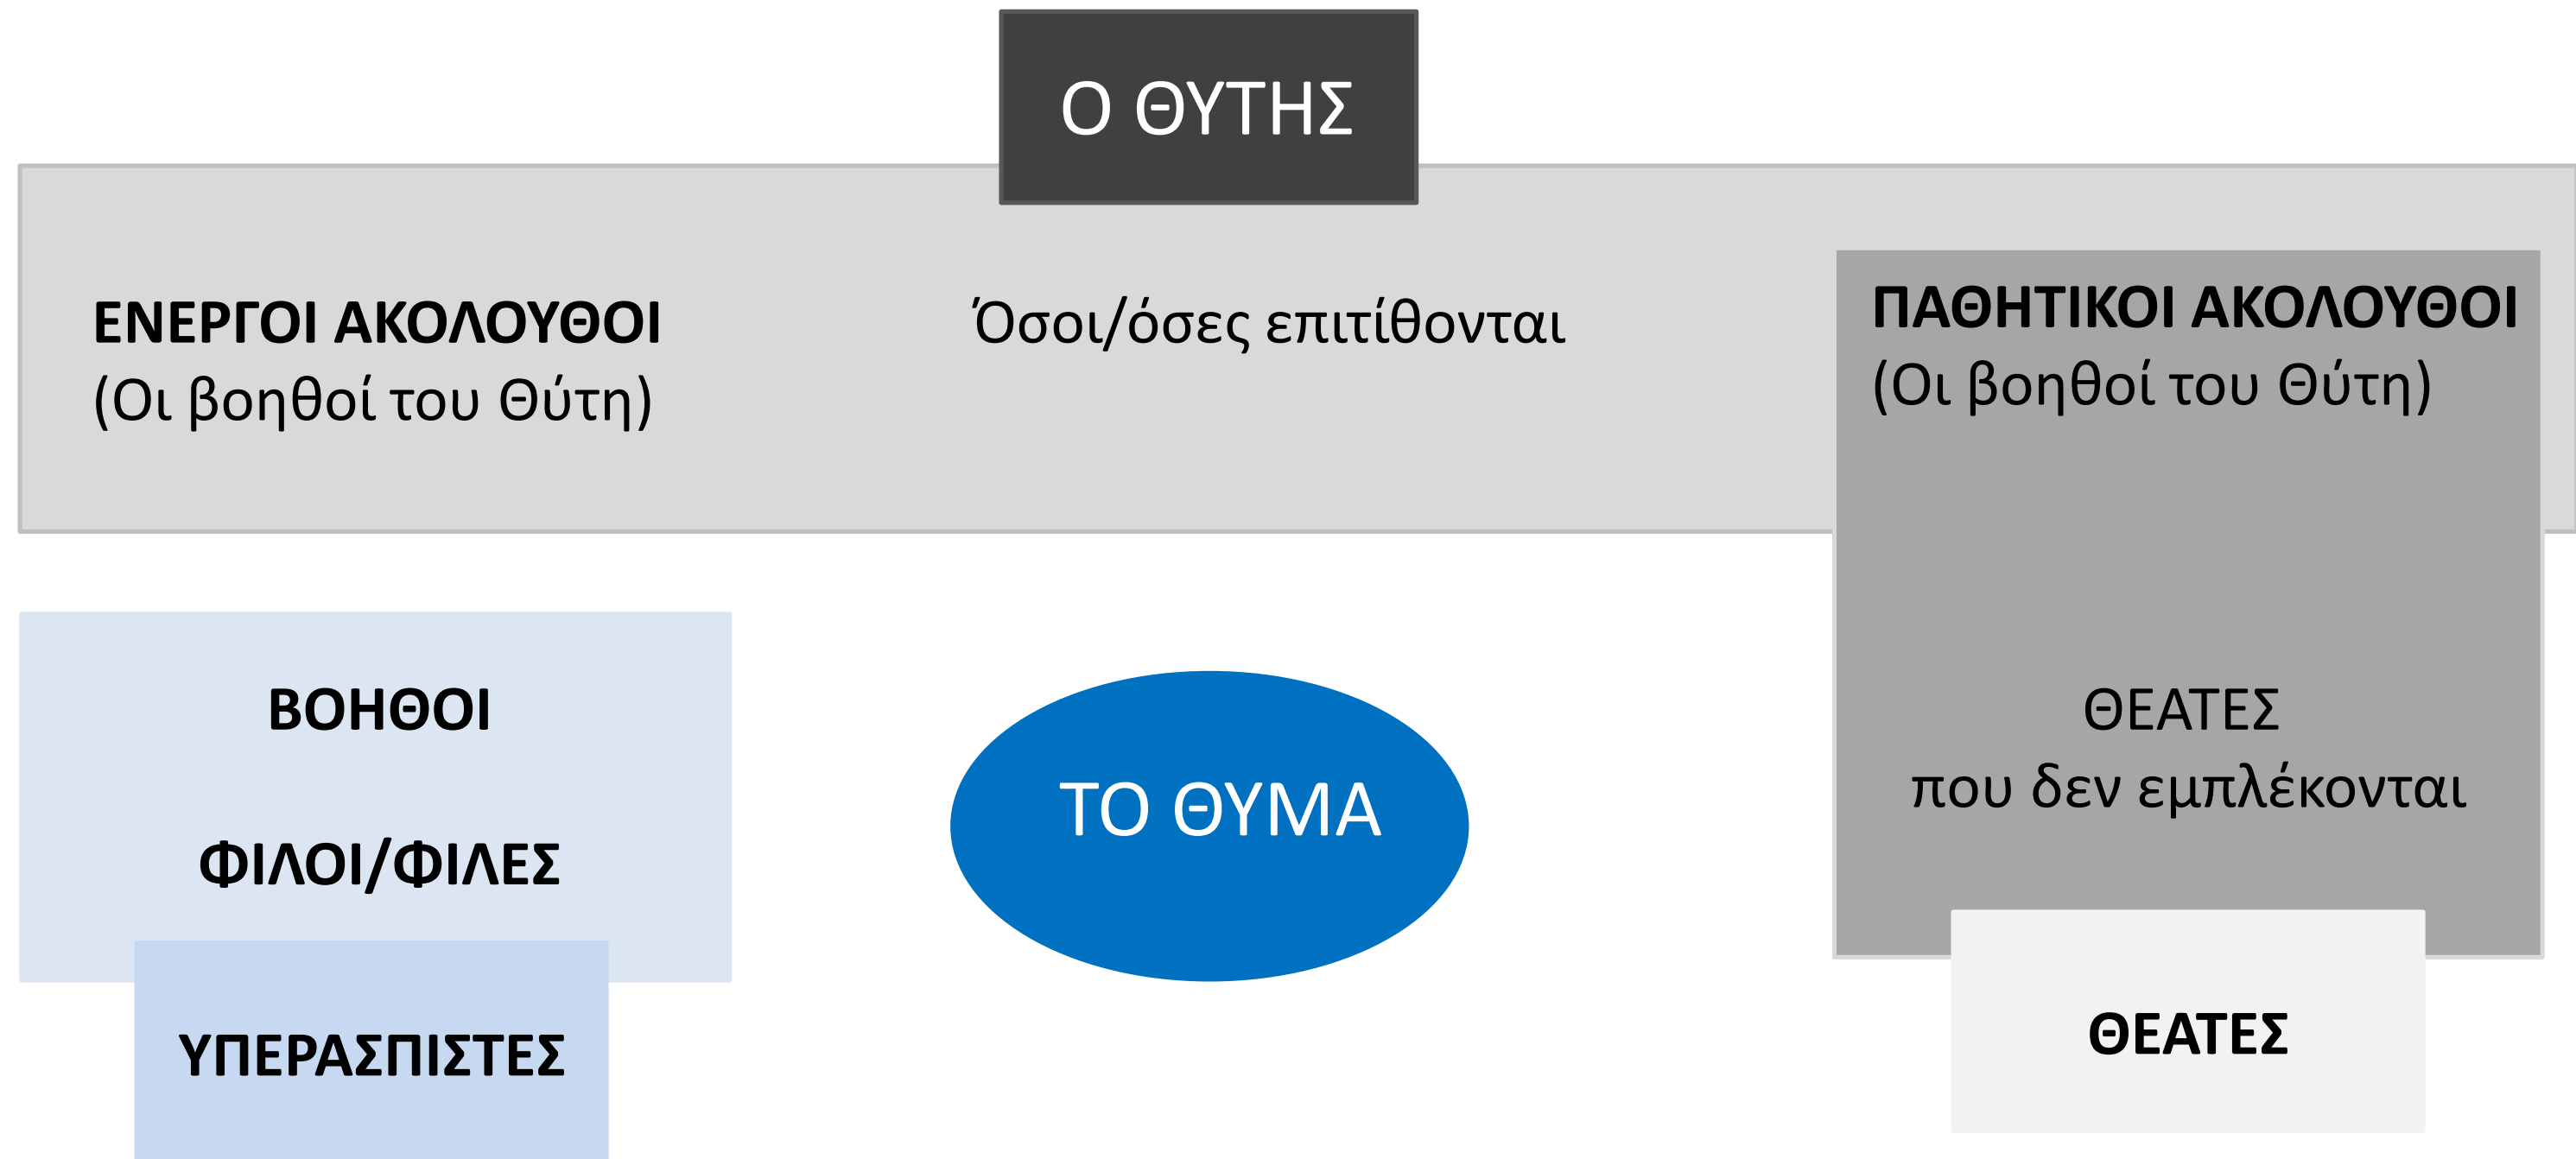 Ο ΘΥΤΗΣ
ΕΝΕΡΓΟΙ ΑΚΟΛΟΥΘΟΙ
(Οι βοηθοί του Θύτη)
Όσοι/όσες επιτίθονται
ΠΑΘΗΤΙΚΟΙ ΑΚΟΛΟΥΘΟΙ
(Οι βοηθοί του Θύτη)
ΘΕΑΤΕΣ
που δεν εμπλέκονται
ΒΟΗΘΟΙ
ΦΙΛΟΙ/ΦΙΛΕΣ
ΥΠΕΡΑΣΠΙΣΤΕΣ
ΤΟ ΘΥΜΑ
ΘΕΑΤΕΣ